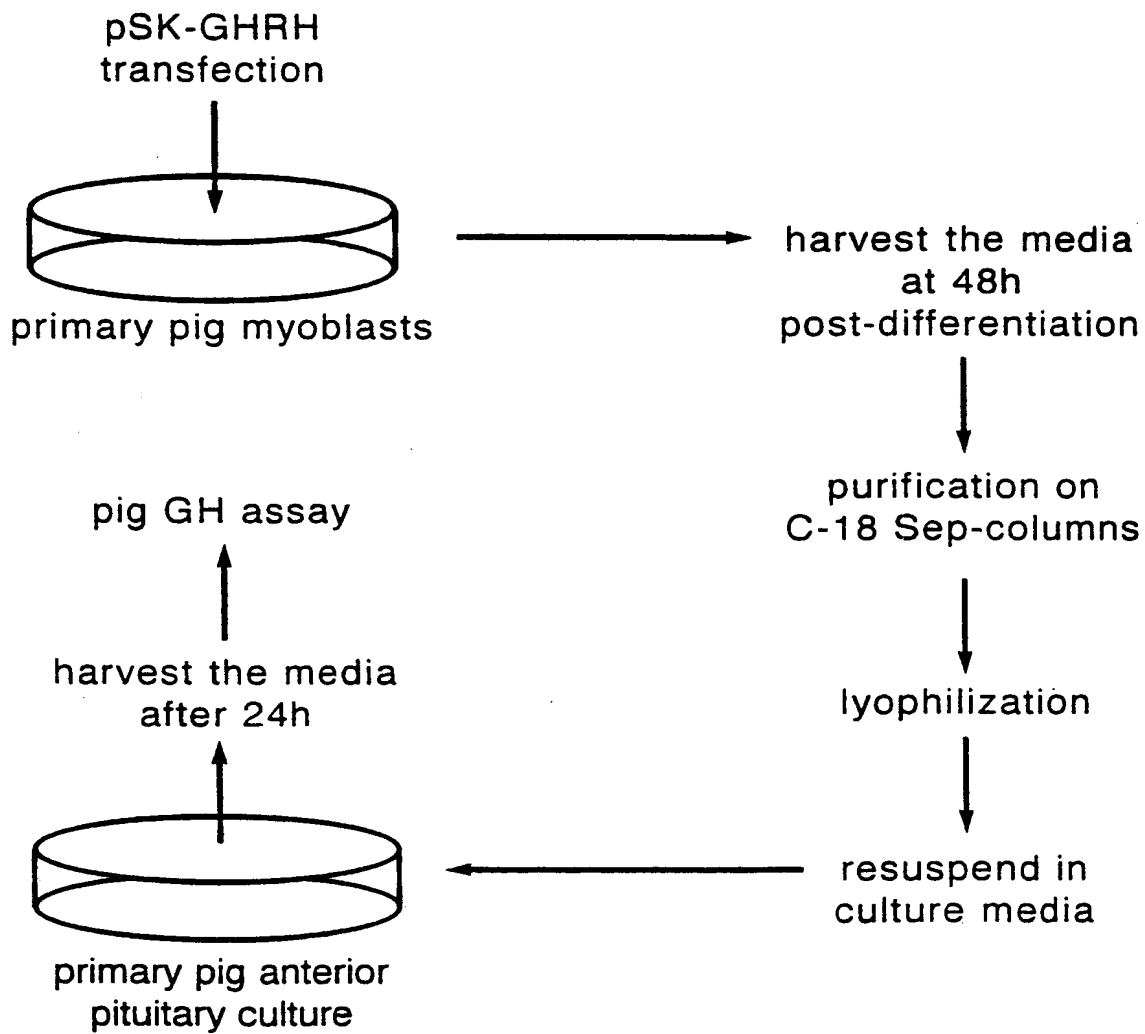 pSK-GHRH
transfection
primary pig myoblasts
harvest the media
at 48h
post-differentiation
purification on
C-18 Sep-columns
lyophilization
resuspend in
culture media
primary pig anterior
pituitary culture
harvest the media
after 24h
pig GH assay